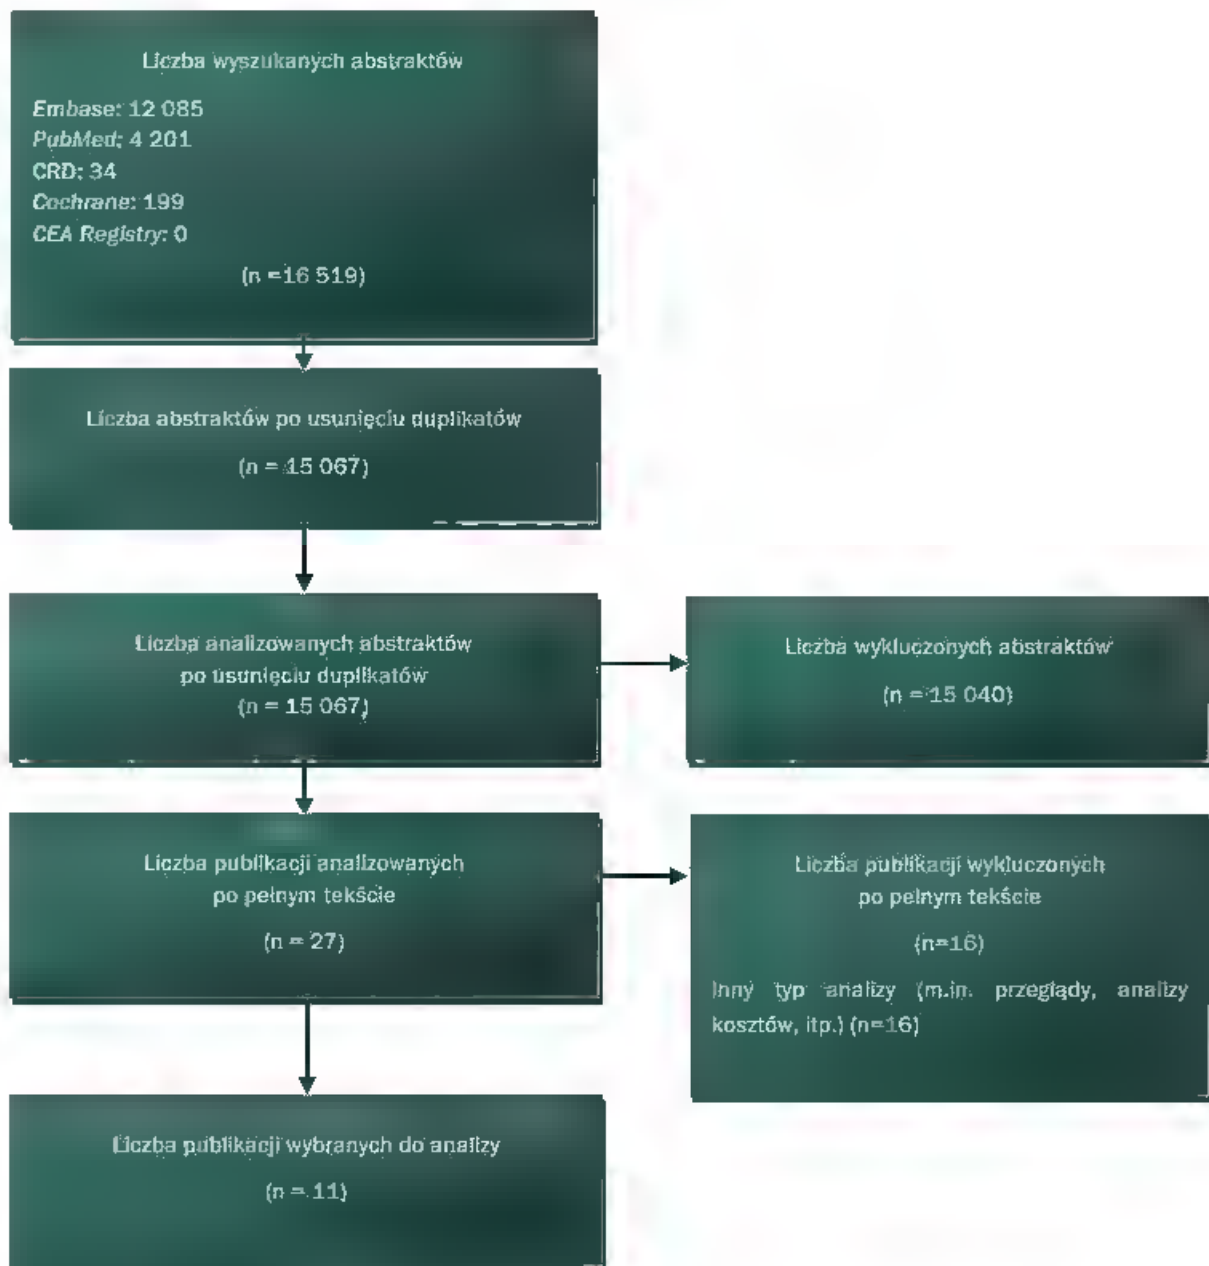 Liczba wyszukanych abstraktów
Embase: 12 085
PubMed: 4 201
CRD: 34
Cochrane: 199
CEA Registry: 0
(n =16 519)
Liczba abstraktów po usunięciu duplikatów
(n = 15 067)
Liczba analizowanych abstraktów
po usunięciu duplikatów
(n = 15 067)
Liczba wykluczonych abstraktów
(n = 15 040)
Liczba publikacji analizowanych
po pełnym tekście
(n = 27)
Liczba publikacji wykluczonych
po pełnym tekście
(n=16)
Inny typ analizy (m.in. przeglądy, analizy
kosztów, itp.) (n=16)
Liczba publikacji wybranych do analizy
(n = 11)